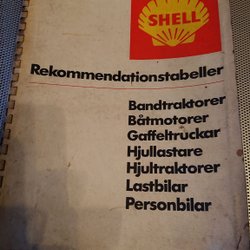 SHELL
Rekommendationstabeller
Bandtraktorer
Båtmotorer
Gaffeltruckar
Hjullastare
Hjultraktorer
Lastbilar
Personbilar